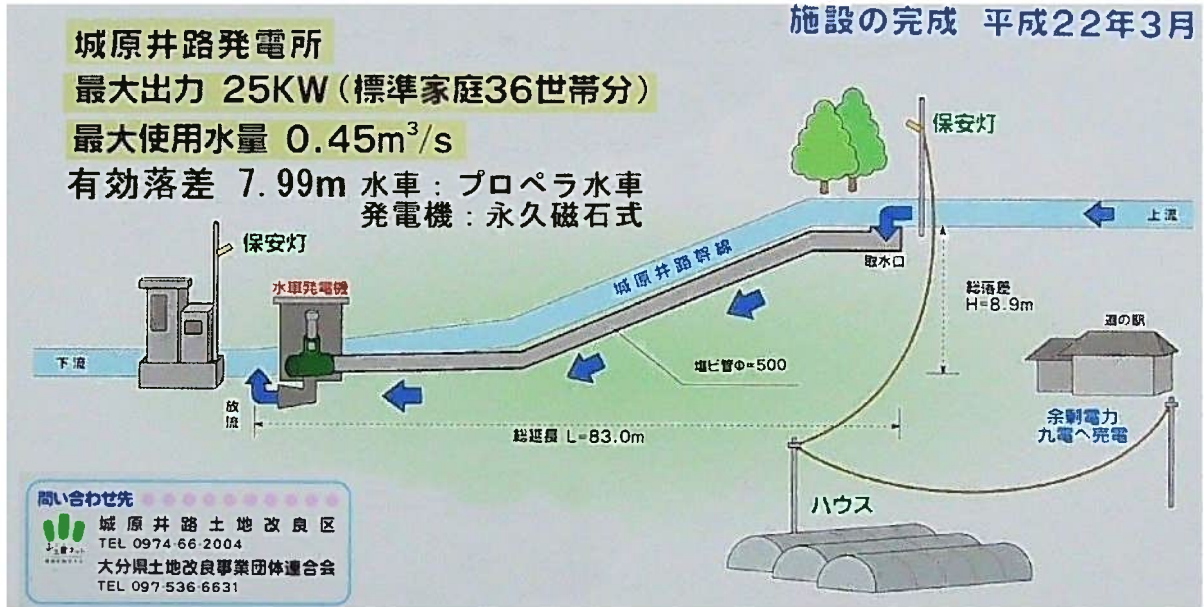 施設の完成 平成22年3月
城原井路発電所
最大出力 25KW（標準家庭36世帯分）
最大使用水量 0.45m³/s
有効落差 7.99m 水車：プロペラ水車
発電機：永久磁石式
保安灯
上流
取水口
城原井路幹線
総落差
H=8.9m
道の駅
保安灯
水車発電機
下流
塩ビ管Φ=500
放流
総延長 L=83.0m
余剰電力
九電へ売電
ハウス
問い合わせ先
城原井路土地改良区
TEL 0974-66-2004
大分県土地改良事業団体連合会
TEL 097-536-6631